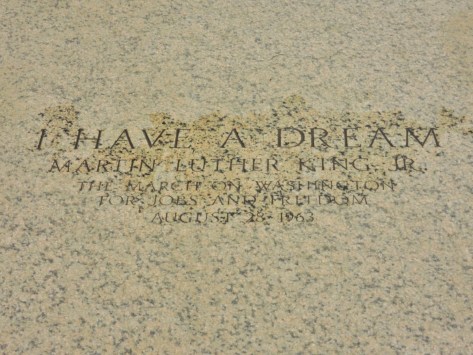 I HAVE A DREAM
MARTIN LUTHER KING, JR.
THE MARCH ON WASHINGTON
FOR JOBS AND FREEDOM
AUGUST 28 1963